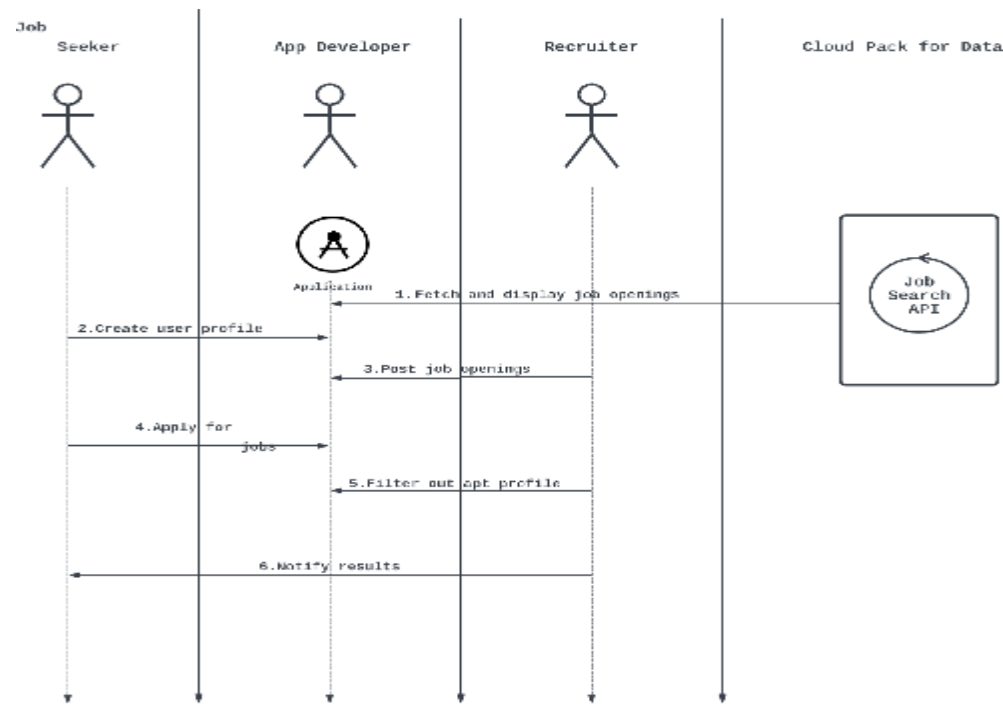 Job
Seeker
App Developer
Recruiter
Cloud Pack for Data
Job
Search
API
Application
1.Fetch and display job openings
2.Create user profile
3.Post job openings
4.Apply for
jobs
5.Filter out apt profile
6.Notify results